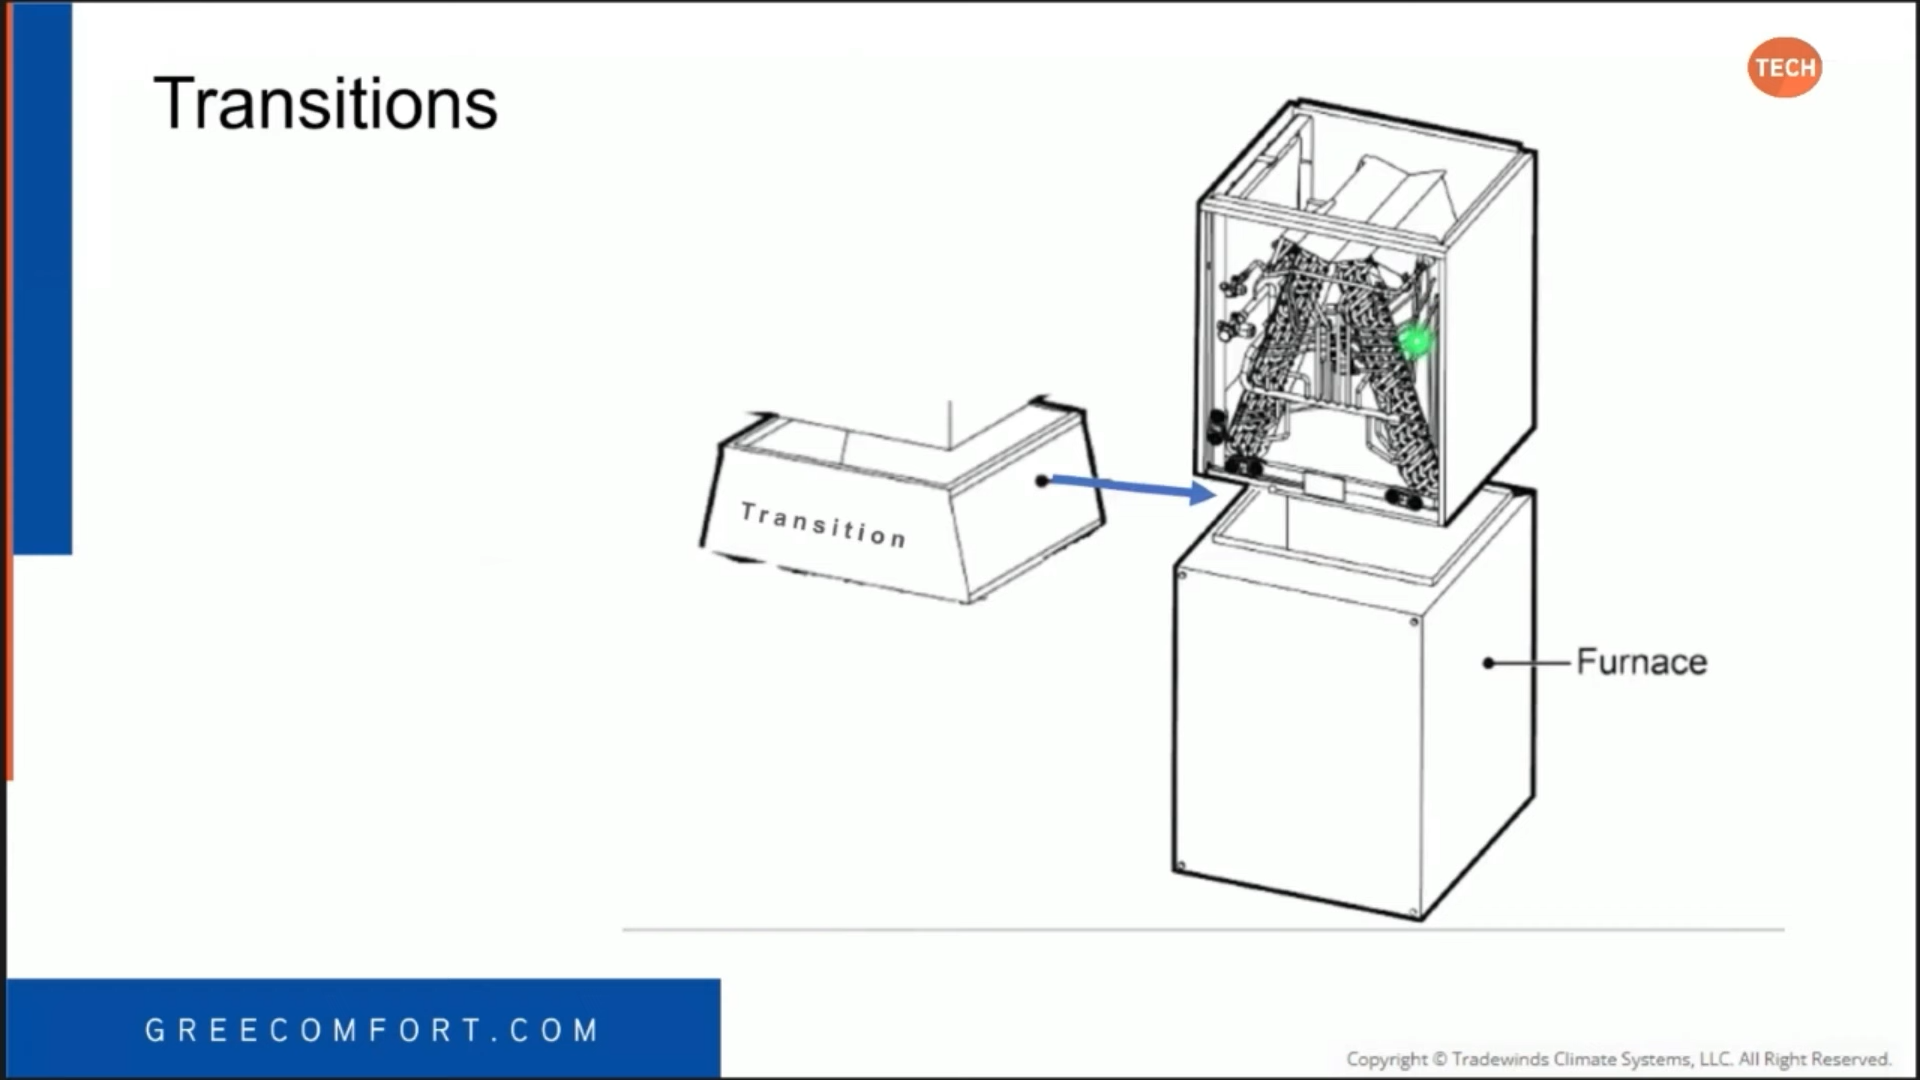 TECH
Transitions
Transition
Furnace
GREECOMFORT.COM
Copyright © Tradewinds Climate Systems, LLC. All Right Reserved.